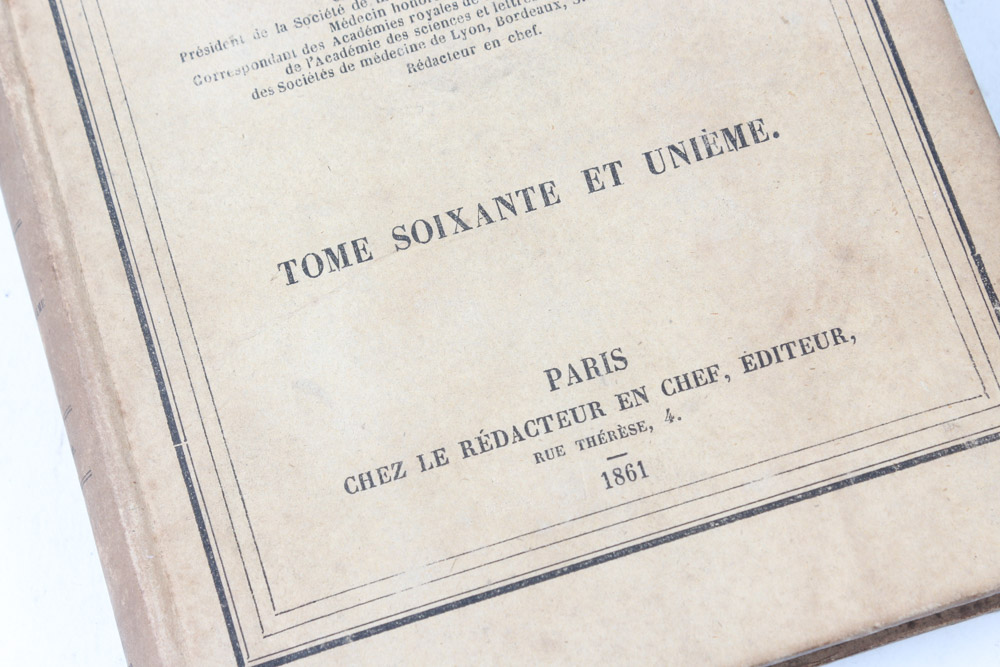 Président de la Société de
Médecin
Correspondant des Académies royales de
de l'Académie des sciences et lettres
des Sociétés de médecine de Lyon, Bordeaux,
Rédacteur en chef.
TOME SOIXANTE ET UNIÈME.
PARIS
CHEZ LE RÉDACTEUR EN CHEF, ÉDITEUR,
RUE THÉRÈSE, 4.
1861